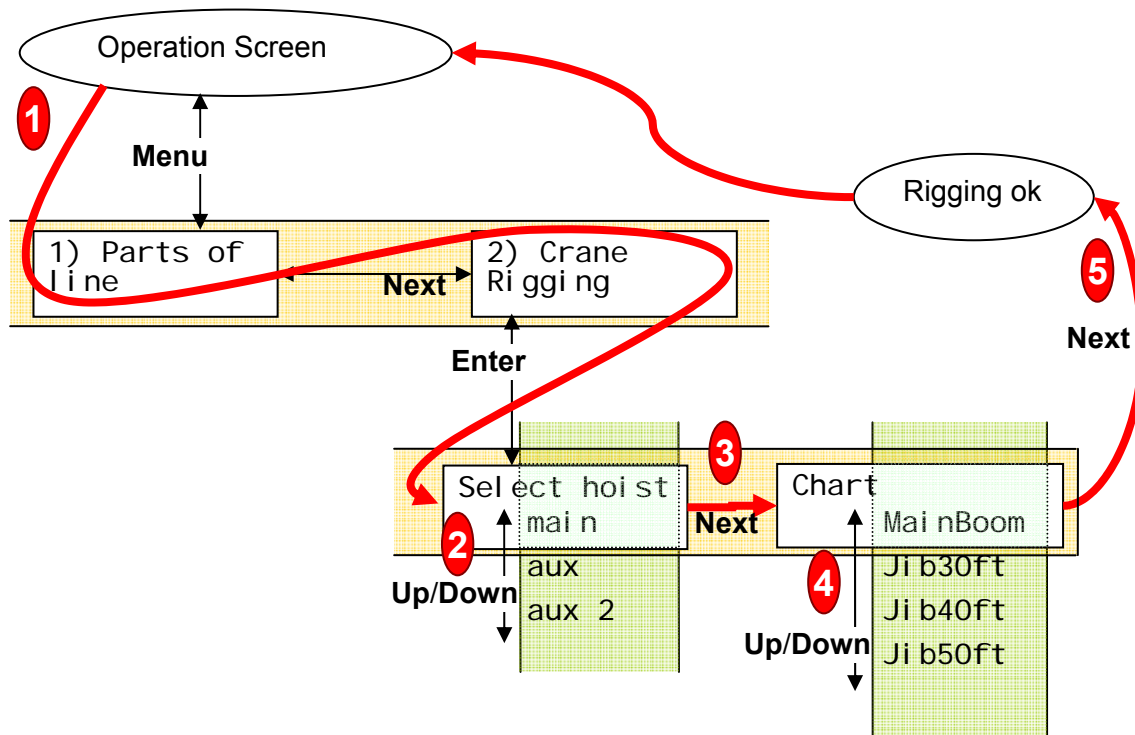 Operation Screen
1
Menu
Rigging ok
1) Parts of
line
Next
2) Crane
Rigging
5
Next
Enter
3
Select hoist
main
aux
aux 2
2
Up/Down
Next
Chart
MainBoom
Jib30ft
Jib40ft
Jib50ft
4
Up/Down